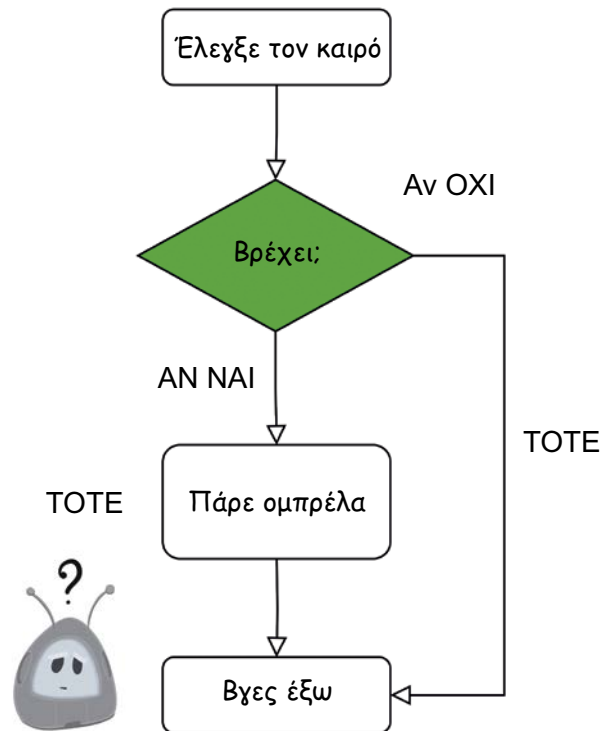 Έλεγξε τον καιρό
Αν ΟΧΙ
Βρέχει;
ΑΝ ΝΑΙ
ΤΟΤΕ
ΤΟΤΕ
Πάρε ομπρέλα
?
Βγες έξω